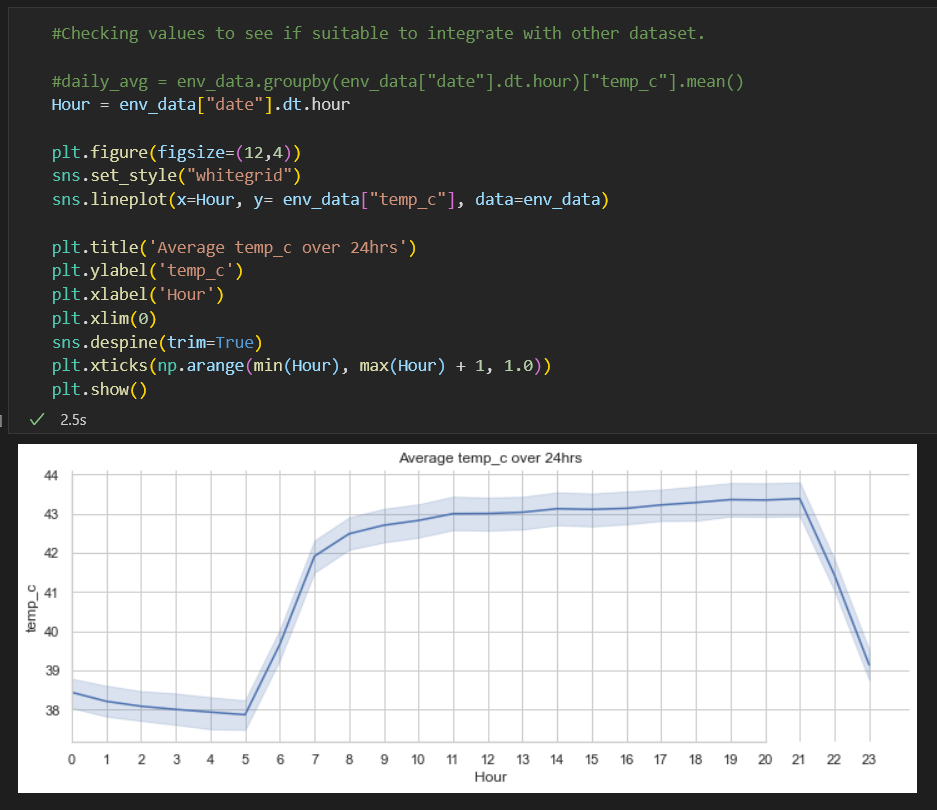 #Checking values to see if suitable to integrate with other dataset.
#daily_avg = env_data.groupby(env_data["date"].dt.hour)["temp_c"].mean()
Hour = env_data["date"].dt.hour
plt.figure(figsize=(12,4))
sns.set_style("whitegrid")
sns.lineplot(x=Hour, y= env_data["temp_c"], data=env_data)
plt.title('Average temp_c over 24hrs')
plt.ylabel('temp_c')
plt.xlabel('Hour')
plt.xlim(0)
sns.despine(trim=True)
plt.xticks(np.arange(min(Hour), max(Hour) + 1, 1.0))
plt.show()
2.5s
Average temp_c over 24hrs
44
43
42
41
40
39
38
temp_c
0 1 2 3 4 5 6 7 8 9 10 11 12 13 14 15 16 17 18 19 20 21 22 23
Hour